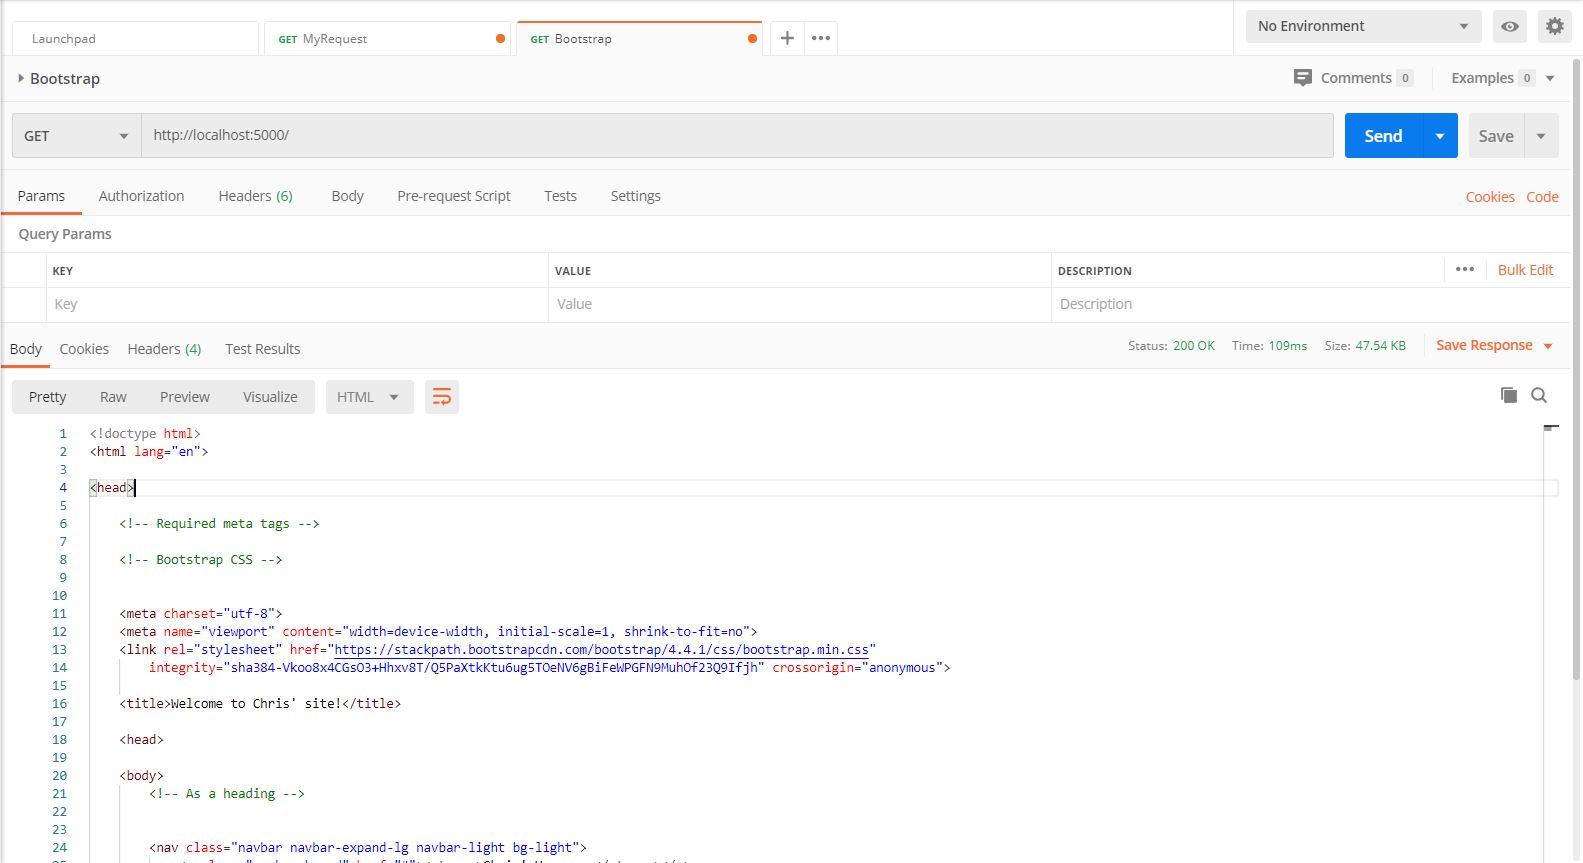 Launchpad
GET MyRequest
GET Bootstrap
No Environment
Bootstrap
Comments 0
Examples 0
GET
http://localhost:5000/
Send
Save
Params
Authorization
Headers (6)
Body
Pre-request Script
Tests
Settings
Cookies
Code
Query Params
KEY
VALUE
DESCRIPTION
Bulk Edit
Key
Value
Description
Body
Cookies
Headers (4)
Test Results
Status: 200 OK
Time: 109ms
Size: 47.54 KB
Save Response
Pretty
Raw
Preview
Visualize
HTML
1 <!doctype html>
2 <html lang="en">
3
4 <head>
5
6 <!-- Required meta tags -->
7
8 <!-- Bootstrap CSS -->
9
10
11 <meta charset="utf-8">
12 <meta name="viewport" content="width=device-width, initial-scale=1, shrink-to-fit=no">
13 <link rel="stylesheet" href="https://stackpath.bootstrapcdn.com/bootstrap/4.4.1/css/bootstrap.min.css"
14 integrity="sha384-Vkoo8x4CGsO3+Hhxv8T/Q5PaXtkKtu6ug5TOeNV6gBiFeWPGFN9MuhOf23Q9Ifjh" crossorigin="anonymous">
15
16 <title>Welcome to Chris' site!</title>
17
18 <head>
19
20 <body>
21 <!-- As a heading -->
22
23
24 <nav class="navbar navbar-expand-lg navbar-light bg-light">